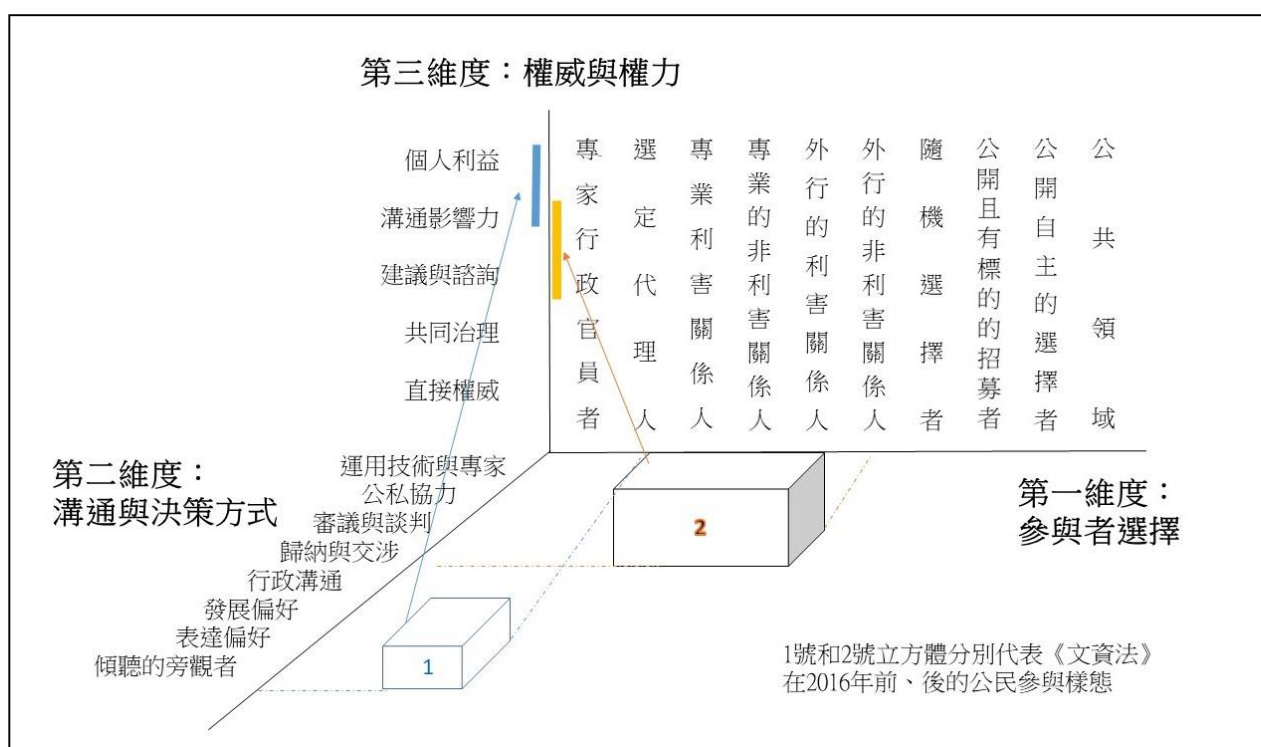 第三維度：權威與權力
個人利益
溝通影響力
建議與諮詢
共同治理
直接權威
專家行政官員者
選定代理人
專業利害關係人
專業的非利害關係人
外行的利害關係人
外行的非利害關係人
隨機選擇者
公開且有標的的招募者
公開自主的選擇者
公共領域
第二維度：
溝通與決策方式
運用技術與專家
公私協力
審議與談判
歸納與交涉
行政溝通
發展偏好
表達偏好
傾聽的旁觀者
1
2
第一維度：
參與者選擇
1號和2號立方體分別代表《文資法》
在2016年前、後的公民參與樣態